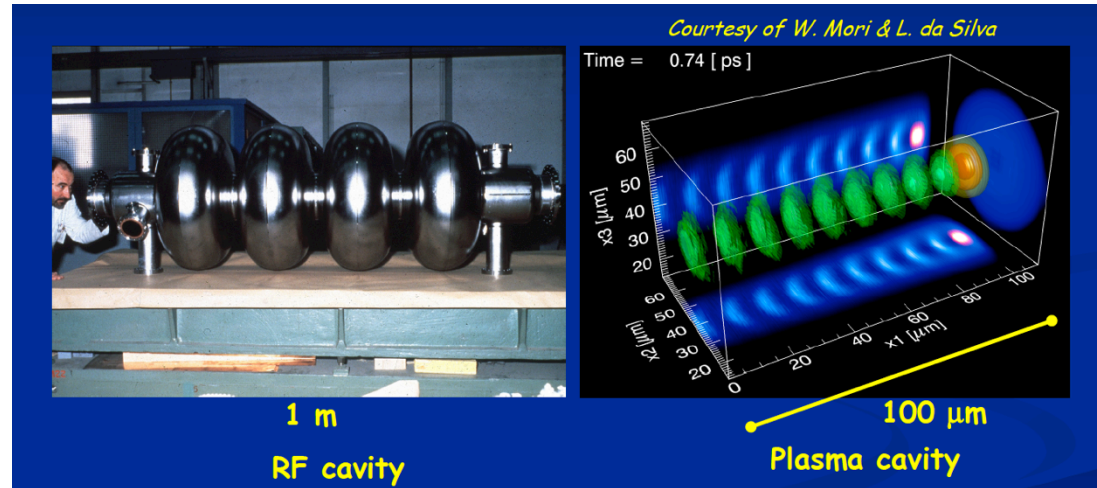 Courtesy of W. Mori & L. da Silva
Time = 0.74 [ ps ]
60
50
40
30
20
x3 [μm]
60
50
40
30
20
x2 [μm]
0
20
40
60
80
100
x1 [μm]
1 m
100 μm
RF cavity
Plasma cavity